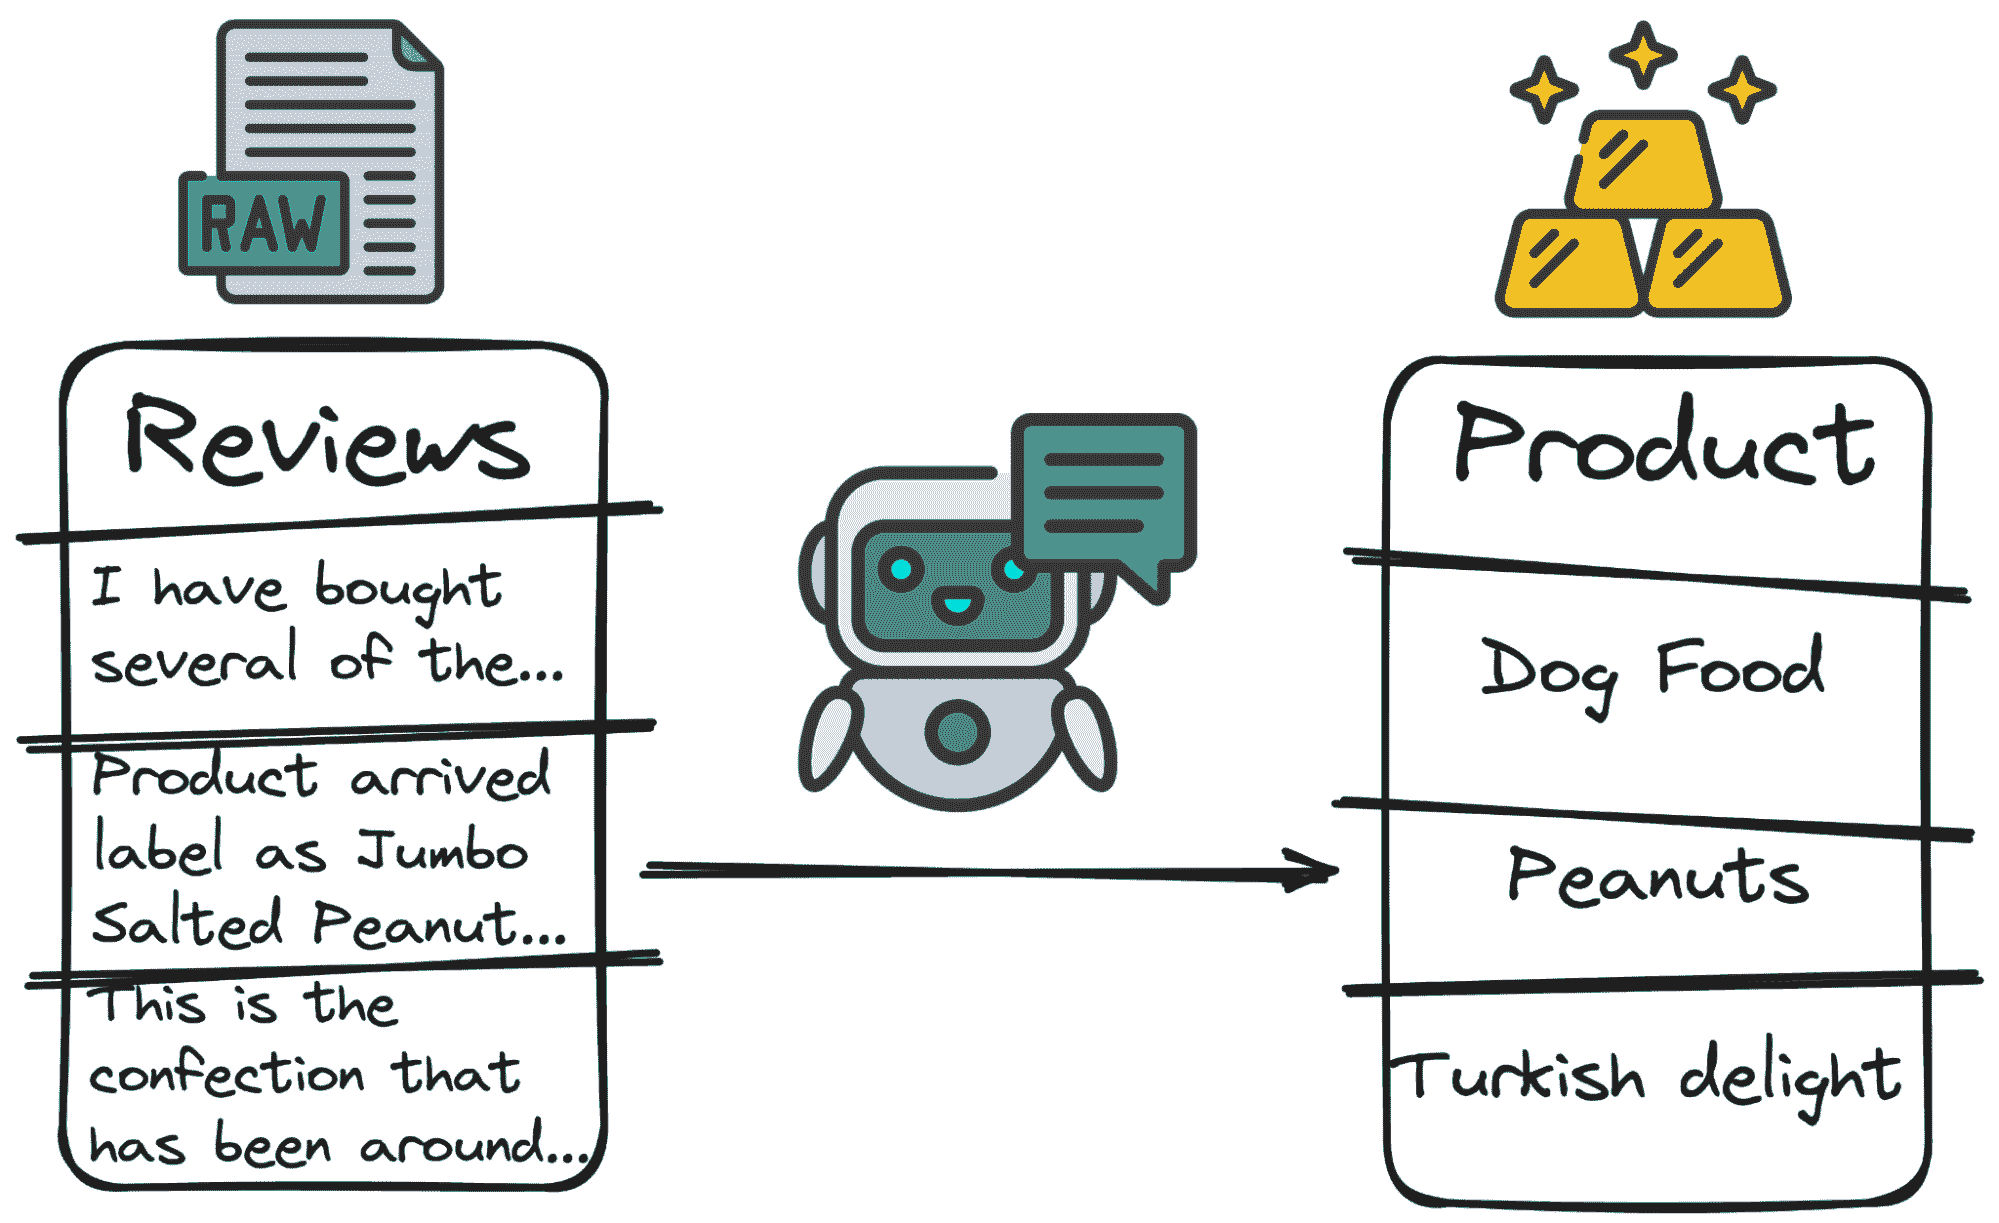 RAW
Reviews
I have bought
several of the...
Product arrived
label as Jumbo
Salted Peanut...
This is the
confection that
has been around...
Product
Dog Food
Peanuts
Turkish delight